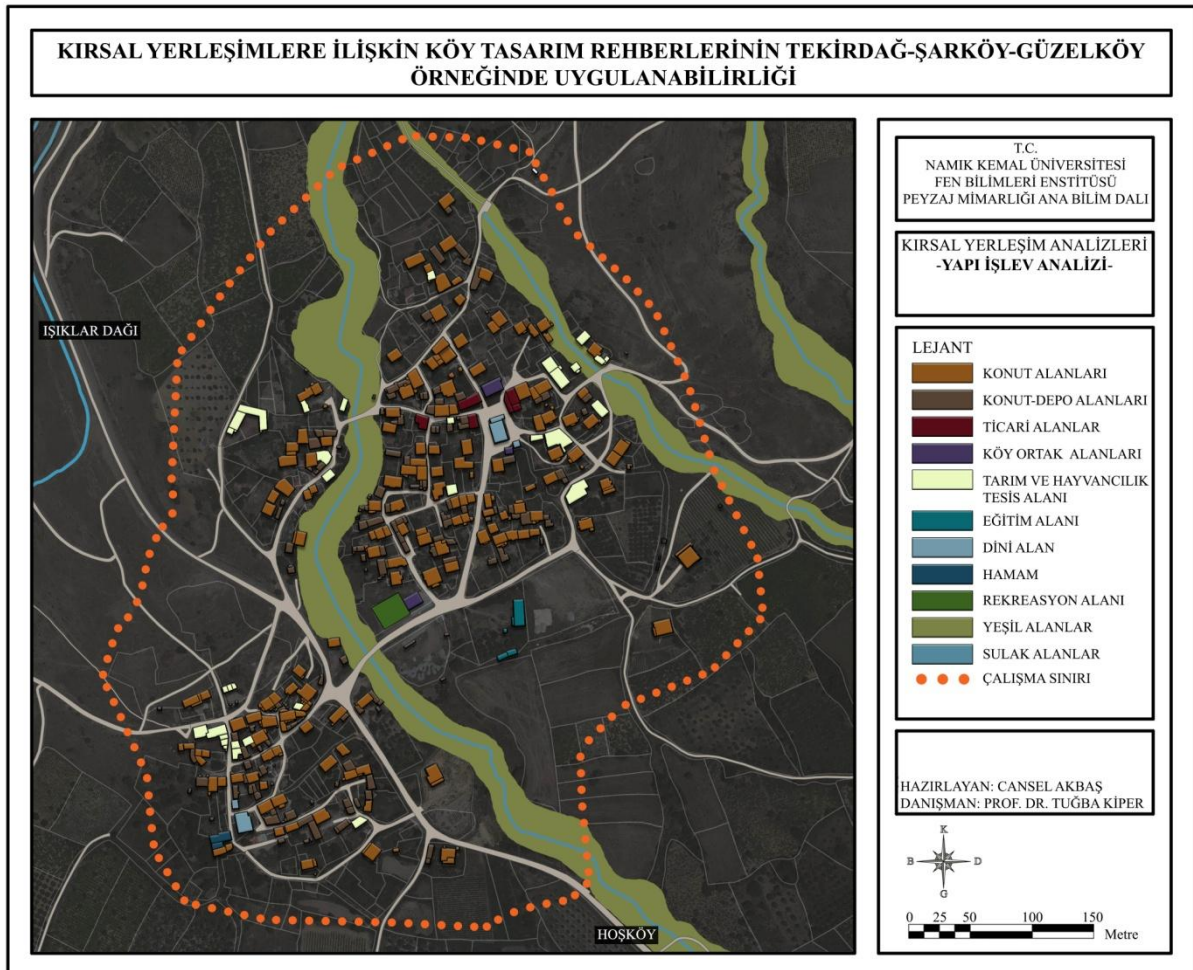 KIRSAL YERLEŞİMLERE İLİŞKİN KÖY TASARIM REHBERLERİNİN TEKİRDAĞ-ŞARKÖY-GÜZELKÖY
ÖRNEĞİNDE UYGULANABİLİRLİĞİ
IŞIKLAR DAĞI
HOŞKÖY
T.C.
NAMIK KEMAL ÜNİVERSİTESİ
FEN BİLİMLERİ ENSTİTÜSÜ
PEYZAJ MİMARLIĞI ANA BİLİM DALI
KIRSAL YERLEŞİM ANALİZLERİ
-YAPI İŞLEV ANALİZİ-
LEJANT
KONUT ALANLARI
KONUT-DEPO ALANLARI
TİCARİ ALANLAR
KÖY ORTAK ALANLARI
TARIM VE HAYVANCILIK
TESİS ALANI
EĞİTİM ALANI
DİNİ ALAN
HAMAM
REKREASYON ALANI
YEŞİL ALANLAR
SULAK ALANLAR
ÇALIŞMA SINIRI
HAZIRLAYAN: CANSEL AKBAŞ
DANIŞMAN: PROF. DR. TUĞBA KİPER
K
B D
G
0 25 50 100 150
Metre